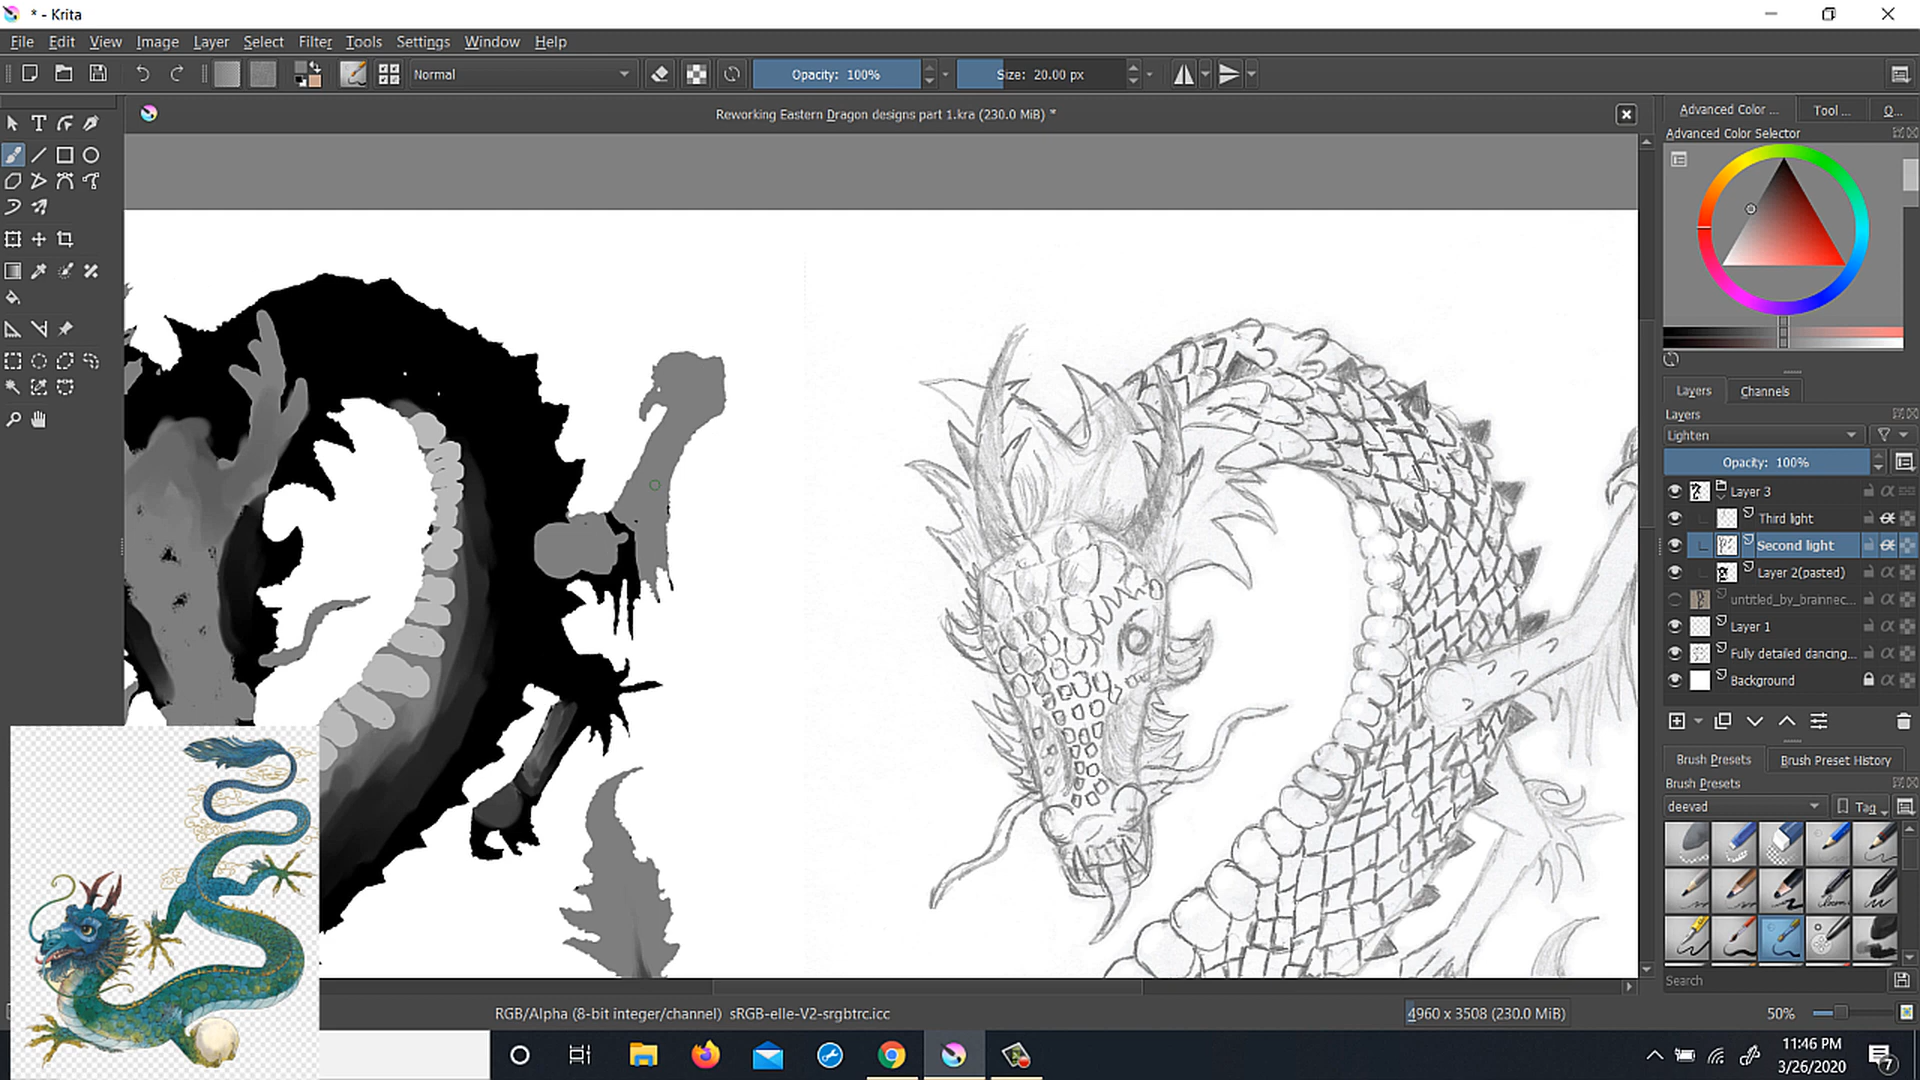 * - Krita
File Edit View Image Layer Select Filter Tools Settings Window Help
Normal
Opacity: 100%
Size: 20.00 px
Reworking Eastern Dragon designs part 1.kra (230.0 MiB) *
Advanced Color ... Tool ... O...
Advanced Color Selector
Layers Channels
Layers
Lighten
Opacity: 100%
Layer 3
Third light
Second light
Layer 2(pasted)
untitled_by_brainnec...
Layer 1
Fully detailed dancing...
Background
Brush Presets Brush Preset History
Brush Presets
deevad
Tag
Search
RGB/Alpha (8-bit integer/channel) sRGB-elle-V2-srgbtrc.icc
4960 x 3508 (230.0 MiB)
50%
11:46 PM
3/26/2020
7